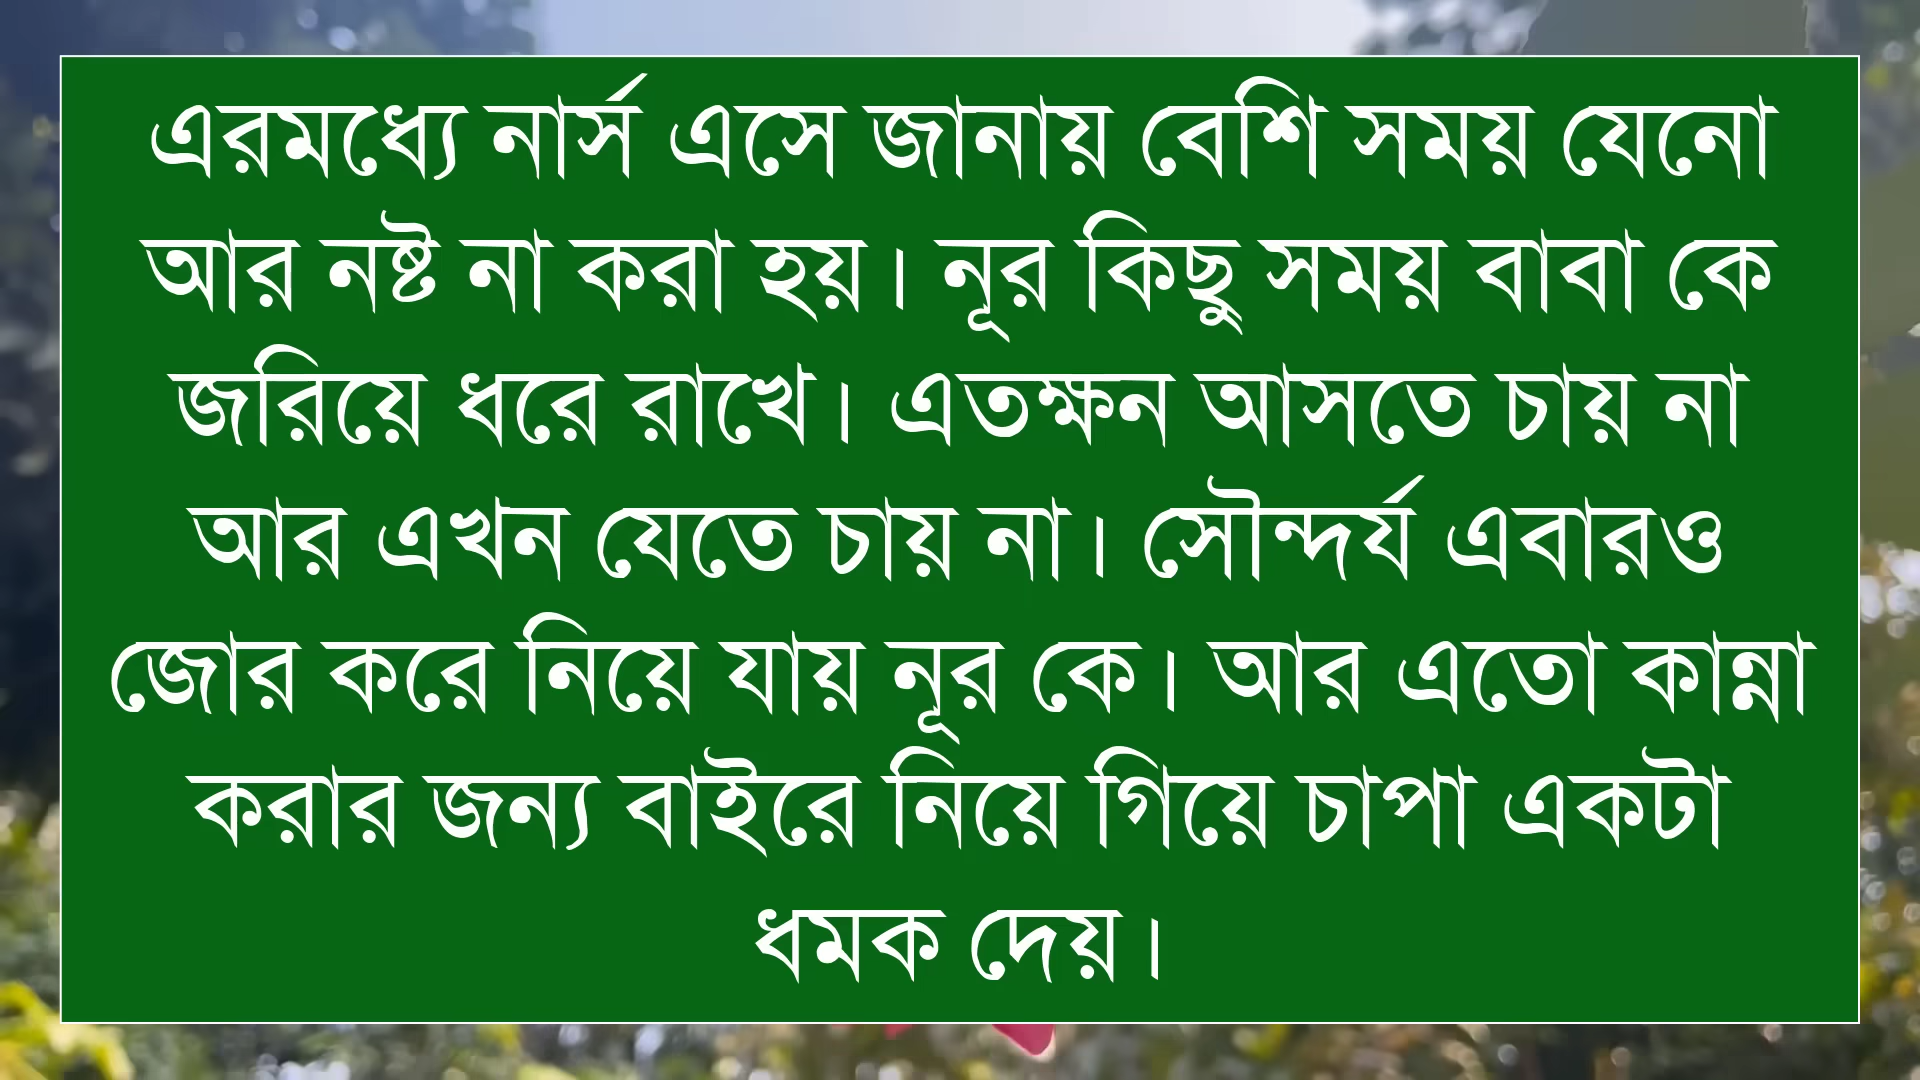 এরমধ্যে নার্স এসে জানায় বেশি সময় যেনো
আর নষ্ট না করা হয়। নূর কিছু সময় বাবা কে
জরিয়ে ধরে রাখে। এতক্ষন আসতে চায় না
আর এখন যেতে চায় না। সৌন্দর্য এবারও
জোর করে নিয়ে যায় নূর কে। আর এতো কান্না
করার জন্য বাইরে নিয়ে গিয়ে চাপা একটা
ধমক দেয়।